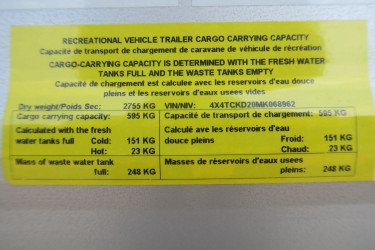 RECREATIONAL VEHICLE TRAILER CARGO CARRYING CAPACITY
Capacite de transport de chargement de caravane de véhicule de récréation
CARGO-CARRYING CAPACITY IS DETERMINED WITH THE FRESH WATER
TANKS FULL AND THE WASTE TANKS EMPTY
Capacité de chargement est calculee avec les reservoirs d'eau douce
pleins et les reservoirs d'eaux usees vides
Dry weight/Poids Sec: 2755 KG VIN/NIV: 4X4TCKD20MK068962
Cargo carrying capacity: 595 KG
Calculated with the fresh
water tanks full Cold: 151 KG
Hot: 23 KG
Mass of waste water tank
full: 248 KG
Capacité de transport de chargement: 595 KG
Calculé ave les réservoirs d'eau
douce pleins Froid: 151 KG
Chaud: 23 KG
Masses de réservoirs d'eaux usees
pleins: 248 KG